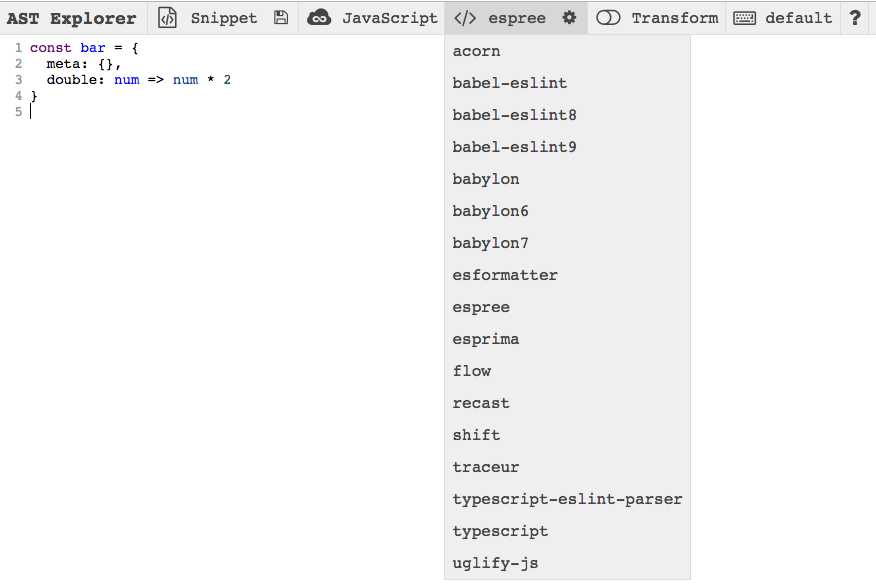 AST Explorer Snippet JavaScript </> espree Transform default ?
1 const bar = {
2   meta: {},
3   double: num => num * 2
4 }
5
acorn
babel-eslint
babel-eslint8
babel-eslint9
babylon
babylon6
babylon7
esformatter
espree
esprima
flow
recast
shift
traceur
typescript-eslint-parser
typescript
uglify-js